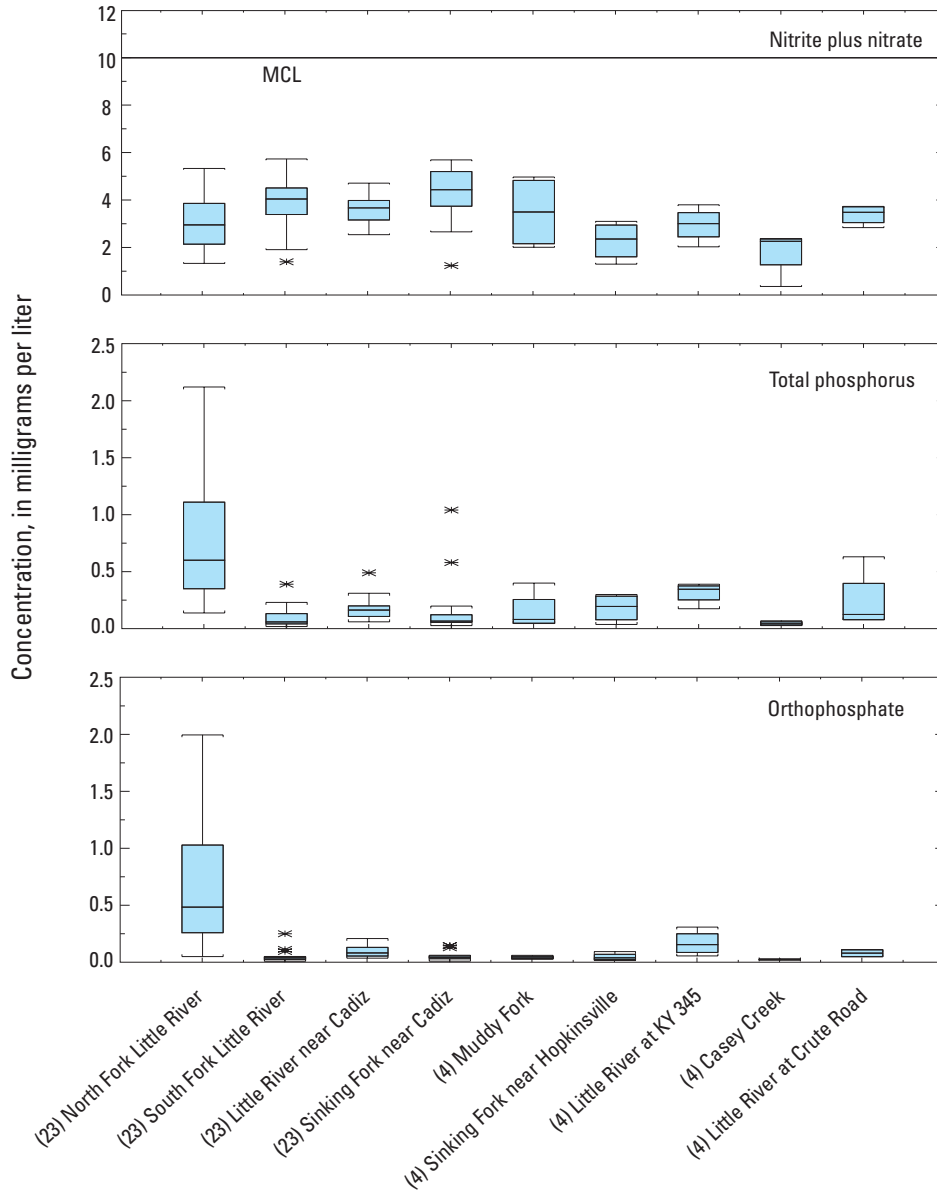 Concentration, in milligrams per liter
12
10
8
6
4
2
0
Nitrite plus nitrate
MCL
2.5
2.0
1.5
1.0
0.5
0.0
Total phosphorus
2.5
2.0
1.5
1.0
0.5
0.0
Orthophosphate
(23) North Fork Little River
(23) South Fork Little River
(23) Little River near Cadiz
(23) Sinking Fork near Cadiz
(4) Muddy Fork
(4) Sinking Fork near Hopkinsville
(4) Little River at KY 345
(4) Casey Creek
(4) Little River at Crute Road